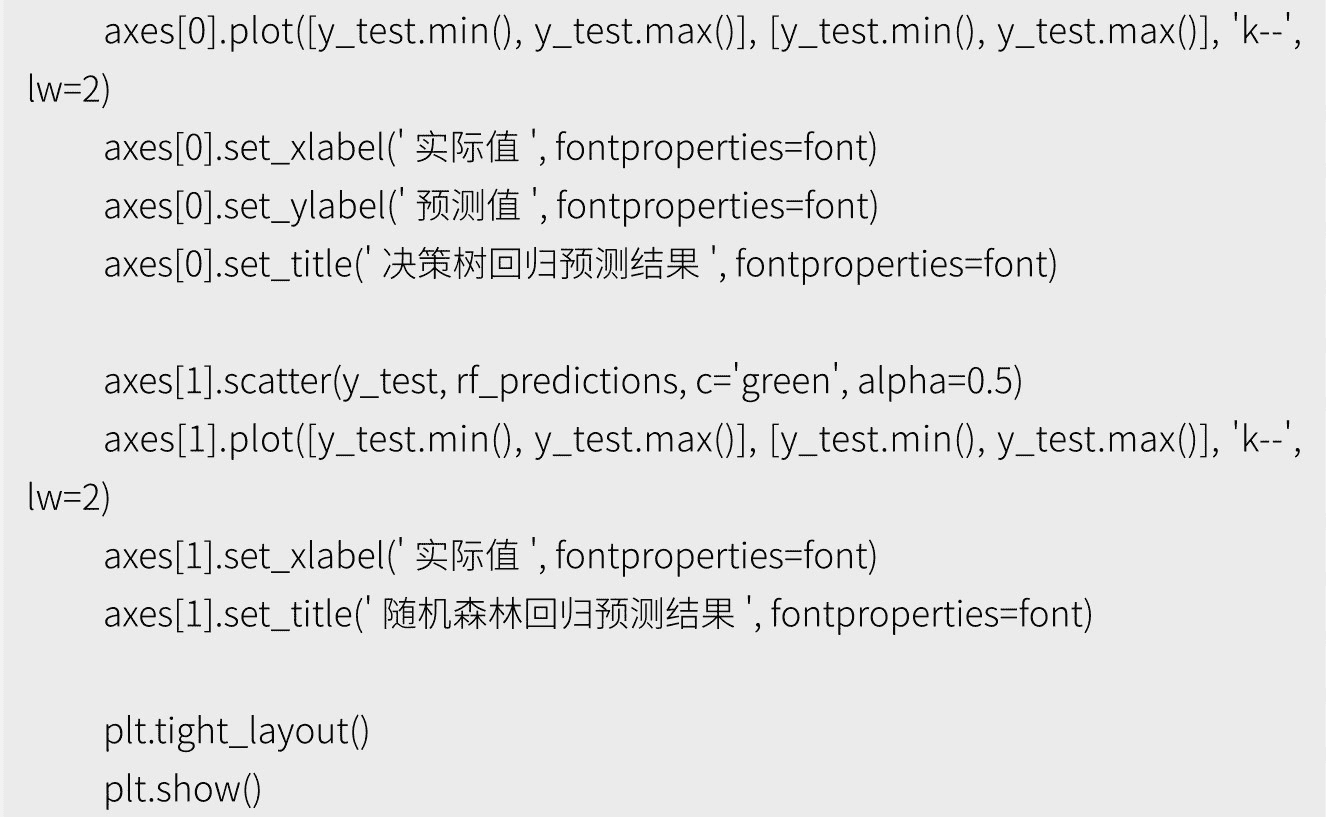 axes[0].plot([y_test.min(), y_test.max()], [y_test.min(), y_test.max()], 'k--',
lw=2)
axes[0].set_xlabel(' 实际值 ', fontproperties=font)
axes[0].set_ylabel(' 预测值 ', fontproperties=font)
axes[0].set_title(' 决策树回归预测结果 ', fontproperties=font)
axes[1].scatter(y_test, rf_predictions, c='green', alpha=0.5)
axes[1].plot([y_test.min(), y_test.max()], [y_test.min(), y_test.max()], 'k--',
lw=2)
axes[1].set_xlabel(' 实际值 ', fontproperties=font)
axes[1].set_title(' 随机森林回归预测结果 ', fontproperties=font)
plt.tight_layout()
plt.show()